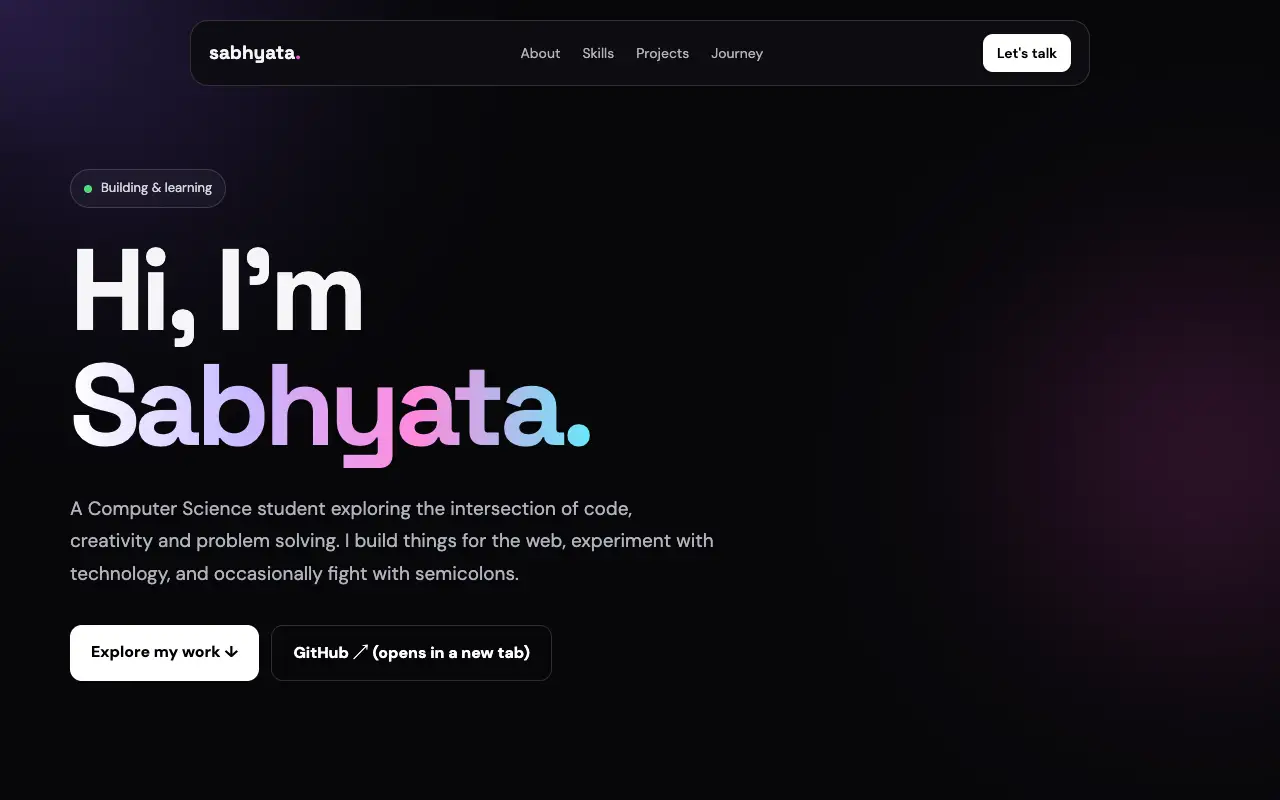 sabhyata.
About Skills Projects Journey
Let's talk
Building & learning
Hi, I’m
Sabhyata.
A Computer Science student exploring the intersection of code,
creativity and problem solving. I build things for the web, experiment with
technology, and occasionally fight with semicolons.
Explore my work ↓
GitHub ↗ (opens in a new tab)